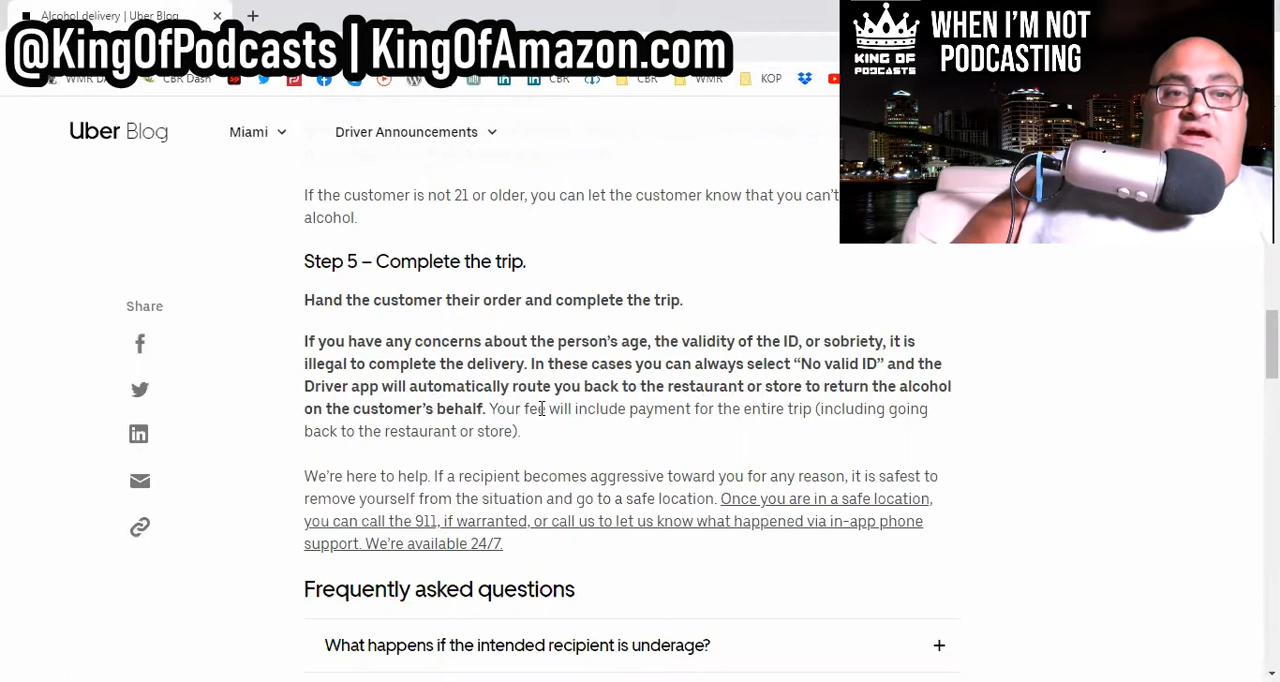 Alcohol delivery | Uber Blog
@KingOfPodcasts | KingOfAmazon.com
CBR Dash
CBR
CBR
WMR
KOP
KING OF
PODCASTS
WHEN I'M NOT
PODCASTING
Uber Blog
Miami
Driver Announcements
If the customer is not 21 or older, you can let the customer know that you can't
alcohol.
Step 5 – Complete the trip.
Hand the customer their order and complete the trip.
Share
If you have any concerns about the person's age, the validity of the ID, or sobriety, it is
illegal to complete the delivery. In these cases you can always select “No valid ID” and the
Driver app will automatically route you back to the restaurant or store to return the alcohol
on the customer's behalf. Your fee will include payment for the entire trip (including going
back to the restaurant or store).
We're here to help. If a recipient becomes aggressive toward you for any reason, it is safest to
remove yourself from the situation and go to a safe location. Once you are in a safe location,
you can call the 911, if warranted, or call us to let us know what happened via in-app phone
support. We're available 24/7.
Frequently asked questions
What happens if the intended recipient is underage?